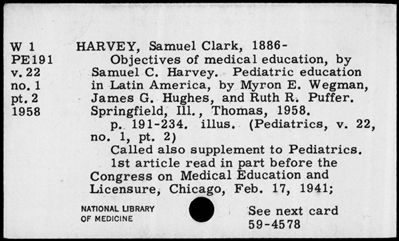 W 1 HARVEY, Samuel Clark, 1886-
PE191 Objectives of medical education, by
v. 22 Samuel C. Harvey. Pediatric education
no. 1 in Latin America, by Myron E. Wegman,
pt. 2 James G. Hughes, and Ruth R. Puffer.
1958 Springfield, Ill., Thomas, 1958.
p. 191-234. illus. (Pediatrics, v. 22,
no. 1, pt. 2)
Called also supplement to Pediatrics.
1st article read in part before the
Congress on Medical Education and
Licensure, Chicago, Feb. 17, 1941;
NATIONAL LIBRARY
OF MEDICINE
See next card
59-4578